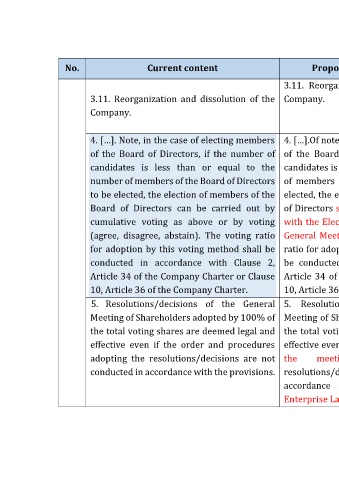 No.
Current content
Propo
3.11. Reorganization and dissolution of the
Company.
3.11. Reorga
Company.
4. […]. Note, in the case of electing members
of the Board of Directors, if the number of
candidates is less than or equal to the
number of members of the Board of Directors
to be elected, the election of members of the
Board of Directors can be carried out by
cumulative voting as above or by voting
(agree, disagree, abstain). The voting ratio
for adoption by this voting method shall be
conducted in accordance with Clause 2,
Article 34 of the Company Charter or Clause
10, Article 36 of the Company Charter.
4. […].Of note
of the Board
candidates is
of members
elected, the e
of Directors s
with the Elec
General Meet
ratio for adop
be conducted
Article 34 of
10, Article 36
5. Resolutions/decisions of the General
Meeting of Shareholders adopted by 100% of
the total voting shares are deemed legal and
effective even if the order and procedures
adopting the resolutions/decisions are not
conducted in accordance with the provisions.
5. Resolutio
Meeting of Sh
the total voti
effective even
the meeti
resolutions/d
accordance
Enterprise La